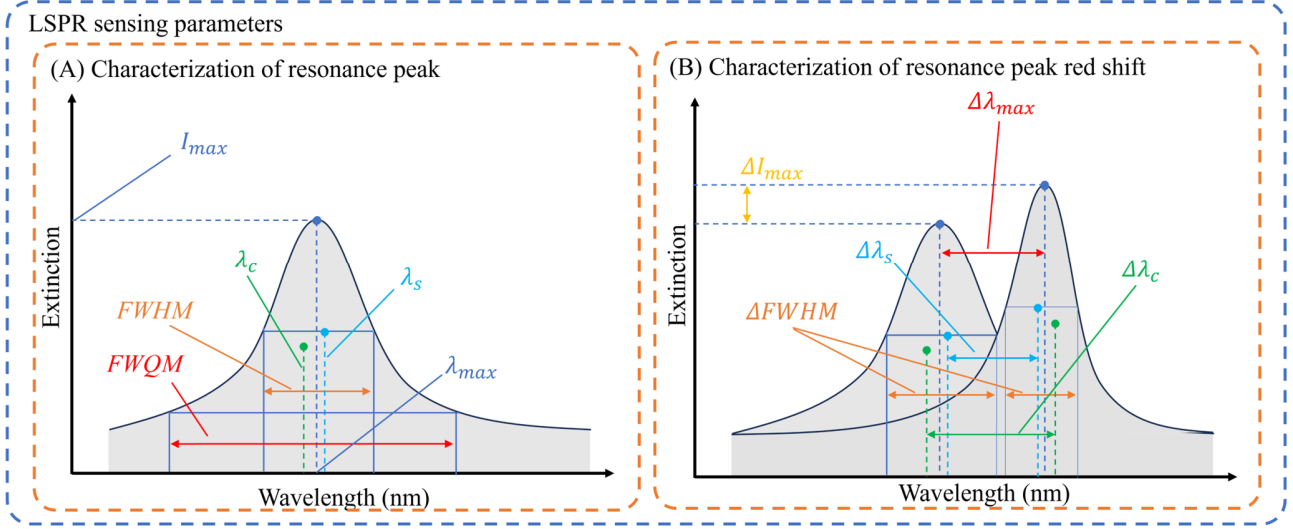 LSPR sensing parameters
(A) Characterization of resonance peak
I_max
λ_c
λ_s
FWHM
FWQM
λ_max
Extinction
Wavelength (nm)
(B) Characterization of resonance peak red shift
Δλ_max
ΔI_max
Δλ_s
Δλ_c
ΔFWHM
Extinction
Wavelength (nm)